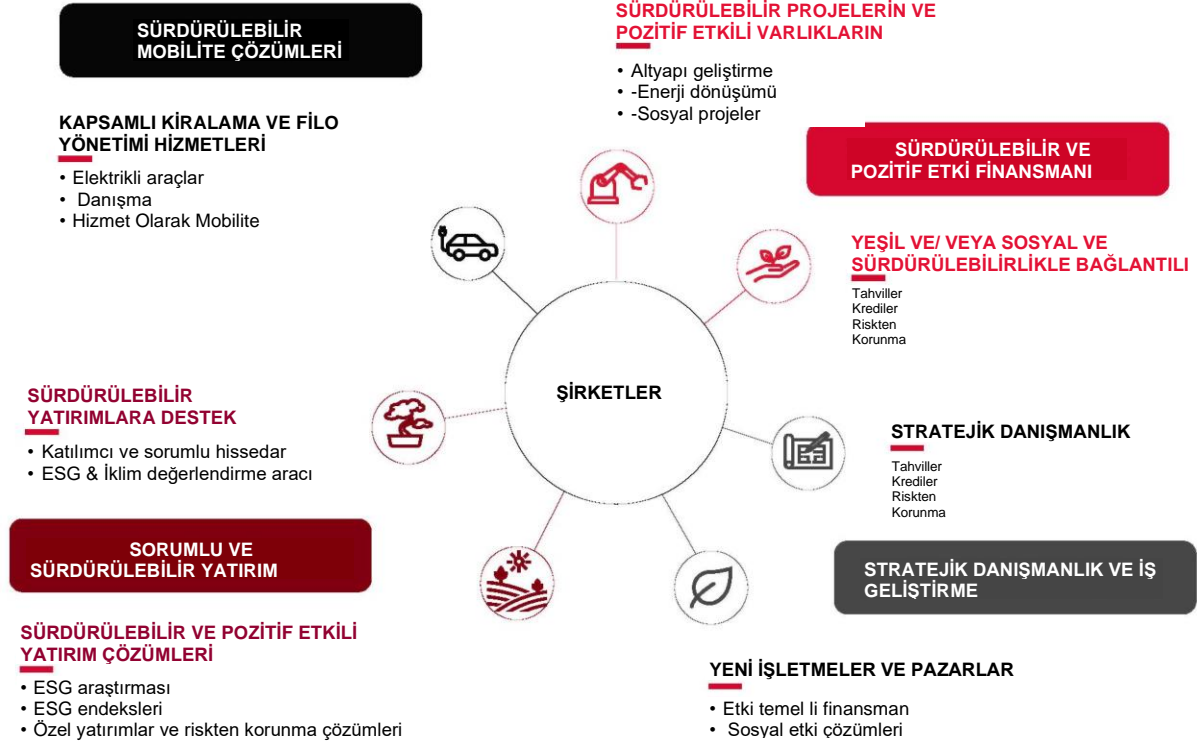 SÜRDÜRÜLEBİLİR
MOBİLİTE ÇÖZÜMLERİ
KAPSAMLI KİRALAMA VE FİLO
YÖNETİMİ HİZMETLERİ
• Elektrikli araçlar
• Danışma
• Hizmet Olarak Mobilite
SÜRDÜRÜLEBİLİR PROJELERİN VE
POZİTİF ETKİLİ VARLIKLARIN
• Altyapı geliştirme
• -Enerji dönüşümü
• -Sosyal projeler
SÜRDÜRÜLEBİLİR VE
POZİTİF ETKİ FİNANSMANI
YEŞİL VE/ VEYA SOSYAL VE
SÜRDÜRÜLEBİLİRLİKLE BAĞLANTILI
Tahviller
Krediler
Riskten
Korunma
ŞİRKETLER
SÜRDÜRÜLEBİLİR
YATIRIMLARA DESTEK
• Katılımcı ve sorumlu hissedar
• ESG & İklim değerlendirme aracı
STRATEJİK DANIŞMANLIK
Tahviller
Krediler
Riskten
Korunma
SORUMLU VE
SÜRDÜRÜLEBİLİR YATIRIM
STRATEJİK DANIŞMANLIK VE İŞ
GELİŞTİRME
SÜRDÜRÜLEBİLİR VE POZİTİF ETKİLİ
YATIRIM ÇÖZÜMLERİ
• ESG araştırması
• ESG endeksleri
• Özel yatırımlar ve riskten korunma çözümleri
YENİ İŞLETMELER VE PAZARLAR
• Etki temel li finansman
• Sosyal etki çözümleri